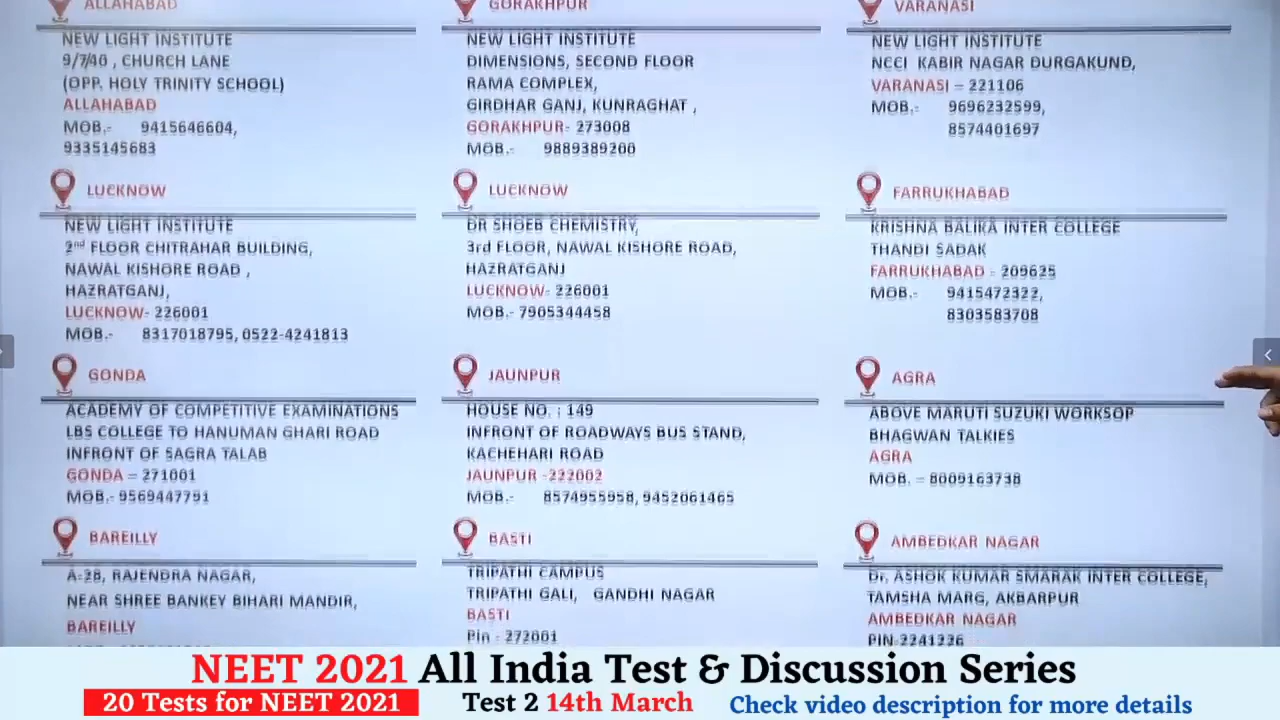 ALLAHABAD
NEW LIGHT INSTITUTE
9/7/40 , CHURCH LANE
(OPP. HOLY TRINITY SCHOOL)
ALLAHABAD
MOB.- 9415646604,
9335145683
GORAKHPUR
NEW LIGHT INSTITUTE
DIMENSIONS, SECOND FLOOR
RAMA COMPLEX,
GIRDHAR GANJ, KUNRAGHAT ,
GORAKHPUR- 273008
MOB.- 9889389200
VARANASI
NEW LIGHT INSTITUTE
NCCI KABIR NAGAR DURGAKUND,
VARANASI – 221106
MOB.- 9696232599,
8574401697
LUCKNOW
NEW LIGHT INSTITUTE
2nd FLOOR CHITRAHAR BUILDING,
NAWAL KISHORE ROAD ,
HAZRATGANJ,
LUCKNOW- 226001
MOB.- 8317018795, 0522-4241813
LUCKNOW
DR SHOEB CHEMISTRY,
3rd FLOOR, NAWAL KISHORE ROAD,
HAZRATGANJ
LUCKNOW- 226001
MOB.- 7905344458
FARRUKHABAD
KRISHNA BALIKA INTER COLLEGE
THANDI SADAK
FARRUKHABAD - 209625
MOB.- 9415472322,
8303583708
GONDA
ACADEMY OF COMPETITIVE EXAMINATIONS
LBS COLLEGE TO HANUMAN GHARI ROAD
INFRONT OF SAGRA TALAB
GONDA – 271001
MOB.- 9569447791
JAUNPUR
HOUSE NO. : 149
INFRONT OF ROADWAYS BUS STAND,
KACHEHARI ROAD
JAUNPUR -222002
MOB.- 8574955958, 9452061465
AGRA
ABOVE MARUTI SUZUKI WORKSOP
BHAGWAN TALKIES
AGRA
MOB. – 8009163738
BAREILLY
A-28, RAJENDRA NAGAR,
NEAR SHREE BANKEY BIHARI MANDIR,
BAREILLY
BASTI
TRIPATHI CAMPUS
TRIPATHI GALI, GANDHI NAGAR
BASTI
Pin - 272001
AMBEDKAR NAGAR
Dr. ASHOK KUMAR SMARAK INTER COLLEGE,
TAMSHA MARG, AKBARPUR
AMBEDKAR NAGAR
PIN-2241226
NEET 2021 All India Test & Discussion Series
20 Tests for NEET 2021 Test 2 14th March Check video description for more details